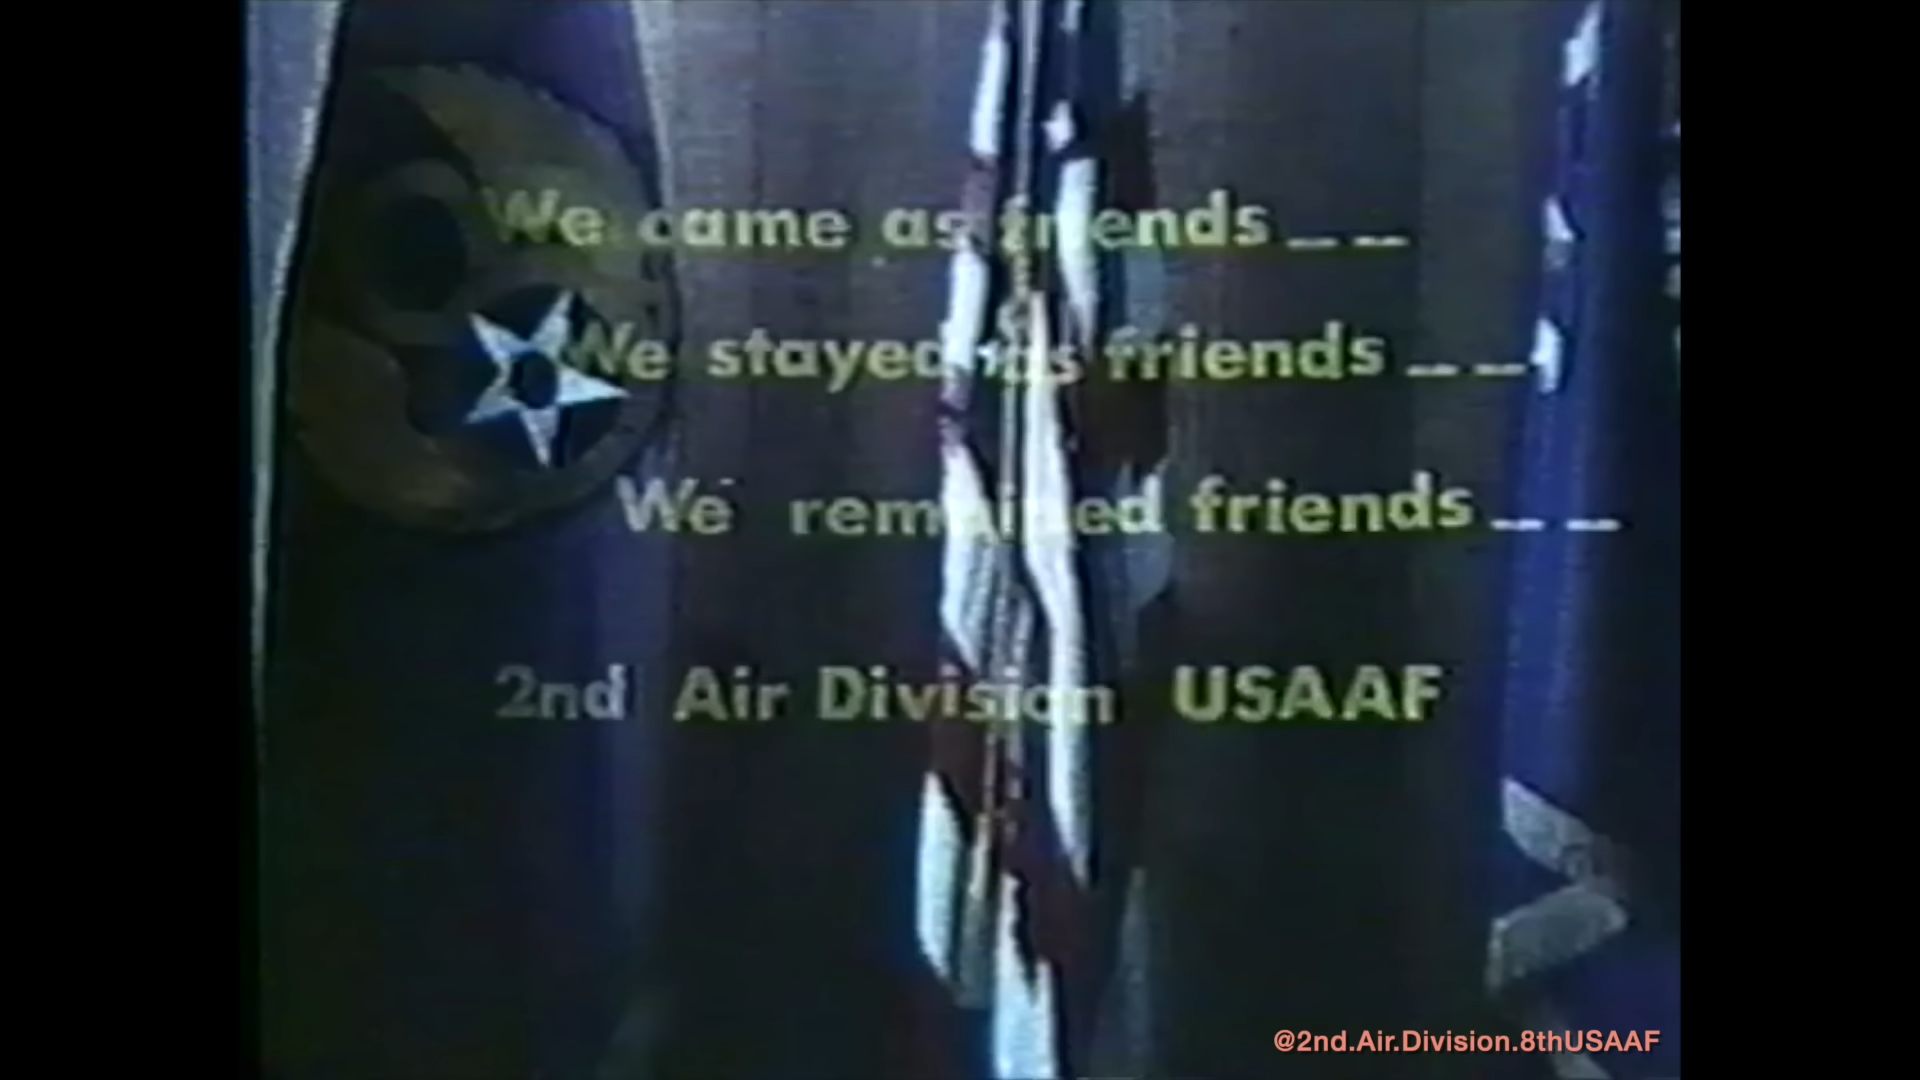 We came as friends _ _
We stayed as friends _ _
We remained friends _ _
2nd Air Division USAAF
@2nd.Air.Division.8thUSAAF